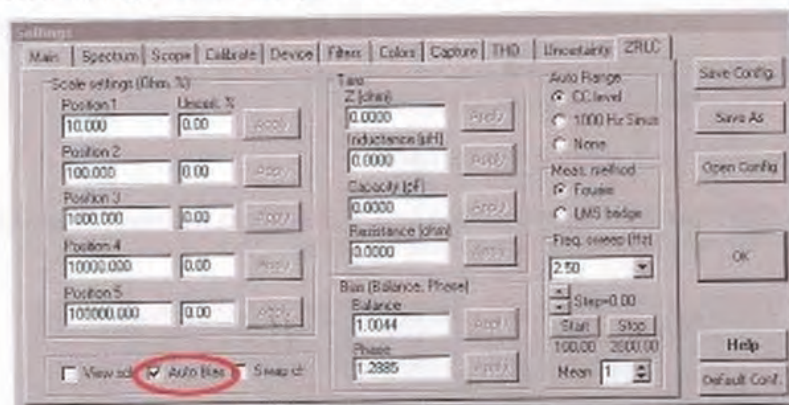 Settings
Main Spectrum Scope Calibrate Device Filters Colors Capture THD Uncertainty ZRLC
Scale settings (Ohm, %)
Position 1 Uncert. %
10.000 0.00 Apply
Position 2
100.000 0.00 Apply
Position 3
1000.000 0.00 Apply
Position 4
10000.000 0.00 Apply
Position 5
100000.000 0.00 Apply
View Auto Bias Swap
Z (ohm)
0.0000 Apply
Inductance (µH)
0.0000 Apply
Capacity (pF)
0.0000 Apply
Resistance (ohm)
0.0000 Apply
Bias (Balance, Phase)
Balance
1.0044 Apply
Phase
1.2885 Apply
Auto Range
CC level
1000 Hz Sinus
None
Meas. method
Fourier
LMS bridge
Freq. sweep (Hz)
2.50
Step=0.00
Start Stop
100.00 2000.00
Mean 1
Save Config.
Save As
Open Config
OK
Help
Default Conf.